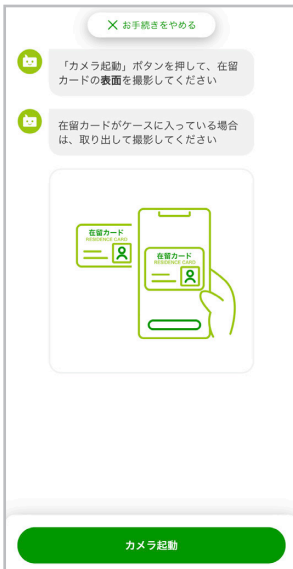 × お手続きをやめる
「カメラ起動」ボタンを押して、在留
カードの表面を撮影してください
在留カードがケースに入っている場合
は、取り出して撮影してください
在留カード
RESIDENCE CARD
在留カード
RESIDENCE CARD
カメラ起動